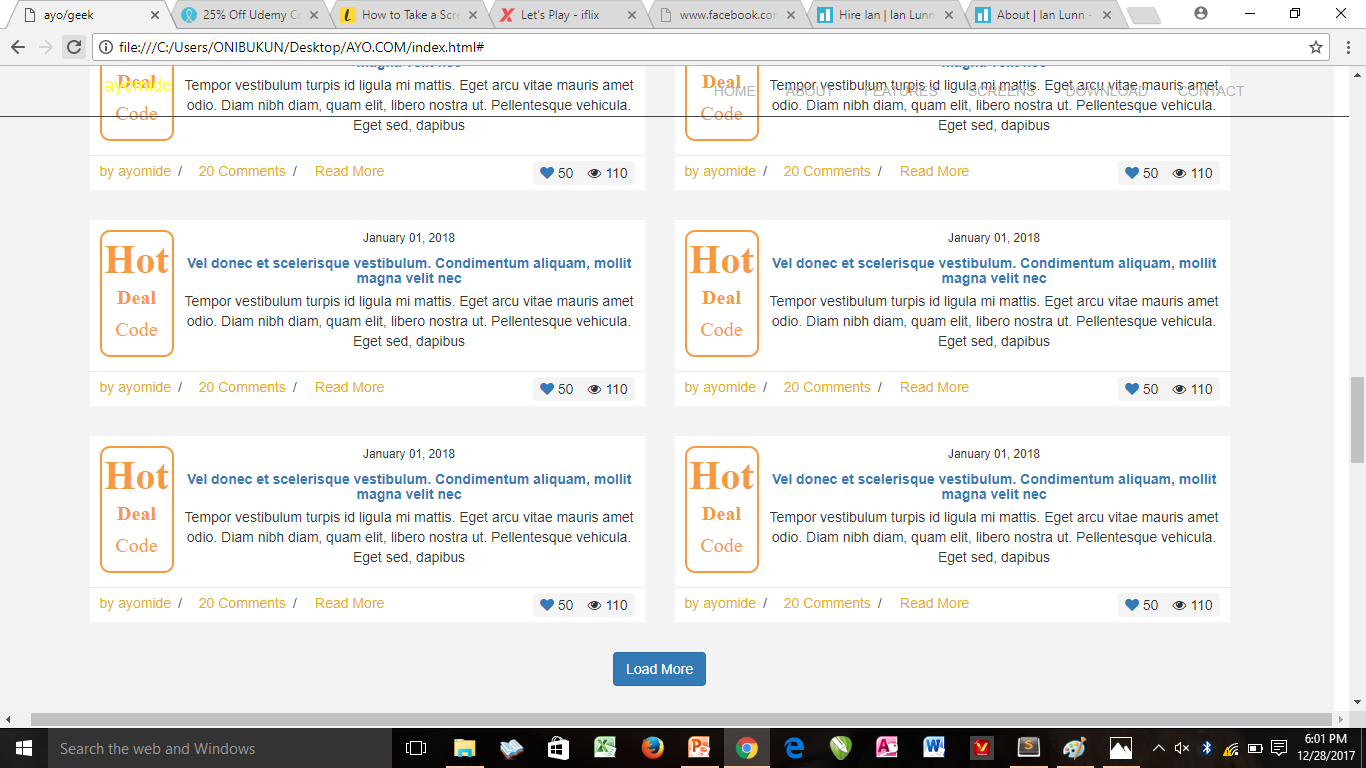 ayo/geek
25% Off Udemy Co
How to Take a Scre
Let's Play - iflix
www.facebook.com
Hire Ian | Ian Lunn
About | Ian Lunn -
file:///C:/Users/ONIBUKUN/Desktop/AYO.COM/index.html#
magna velit nec
magna velit nec
ayomide
HOME ABOUT FEATURES SCREENS DOWNLOAD CONTACT
Deal
Code
Tempor vestibulum turpis id ligula mi mattis. Eget arcu vitae mauris amet
odio. Diam nibh diam, quam elit, libero nostra ut. Pellentesque vehicula.
Eget sed, dapibus
by ayomide / 20 Comments / Read More 50 110
Deal
Code
Tempor vestibulum turpis id ligula mi mattis. Eget arcu vitae mauris amet
odio. Diam nibh diam, quam elit, libero nostra ut. Pellentesque vehicula.
Eget sed, dapibus
by ayomide / 20 Comments / Read More 50 110
Hot
Deal
Code
January 01, 2018
Vel donec et scelerisque vestibulum. Condimentum aliquam, mollit
magna velit nec
Tempor vestibulum turpis id ligula mi mattis. Eget arcu vitae mauris amet
odio. Diam nibh diam, quam elit, libero nostra ut. Pellentesque vehicula.
Eget sed, dapibus
by ayomide / 20 Comments / Read More 50 110
Hot
Deal
Code
January 01, 2018
Vel donec et scelerisque vestibulum. Condimentum aliquam, mollit
magna velit nec
Tempor vestibulum turpis id ligula mi mattis. Eget arcu vitae mauris amet
odio. Diam nibh diam, quam elit, libero nostra ut. Pellentesque vehicula.
Eget sed, dapibus
by ayomide / 20 Comments / Read More 50 110
Hot
Deal
Code
January 01, 2018
Vel donec et scelerisque vestibulum. Condimentum aliquam, mollit
magna velit nec
Tempor vestibulum turpis id ligula mi mattis. Eget arcu vitae mauris amet
odio. Diam nibh diam, quam elit, libero nostra ut. Pellentesque vehicula.
Eget sed, dapibus
by ayomide / 20 Comments / Read More 50 110
Hot
Deal
Code
January 01, 2018
Vel donec et scelerisque vestibulum. Condimentum aliquam, mollit
magna velit nec
Tempor vestibulum turpis id ligula mi mattis. Eget arcu vitae mauris amet
odio. Diam nibh diam, quam elit, libero nostra ut. Pellentesque vehicula.
Eget sed, dapibus
by ayomide / 20 Comments / Read More 50 110
Load More
Search the web and Windows
6:01 PM
12/28/2017